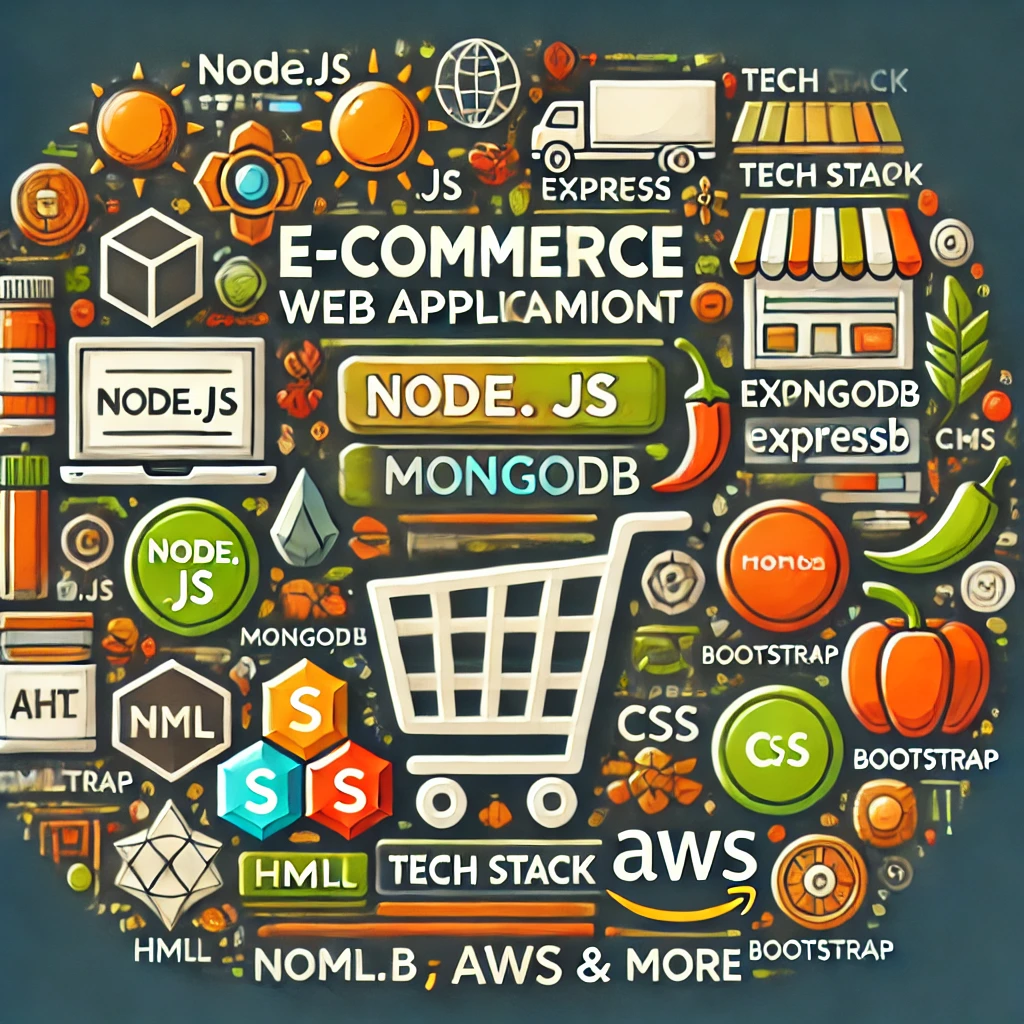 Node.JS
TECH STACK
.JS
EXPRESS
TECH STACK
E-COMMERCE
WEB APPLICAMIONT
NODE.JS
NODE. JS
EXPNGODB
expressb
CHS
MONGODB
NODE.
JS
.JS
MONGODB
BOOTSTRAP
AHI
NML
S
S
S
CSS
CSS
BOOTSTRAP
TRAP
HMLL
TECH STACK
aws
HMLL
NOML.B, AWS & MORE
BOOTSTRAP